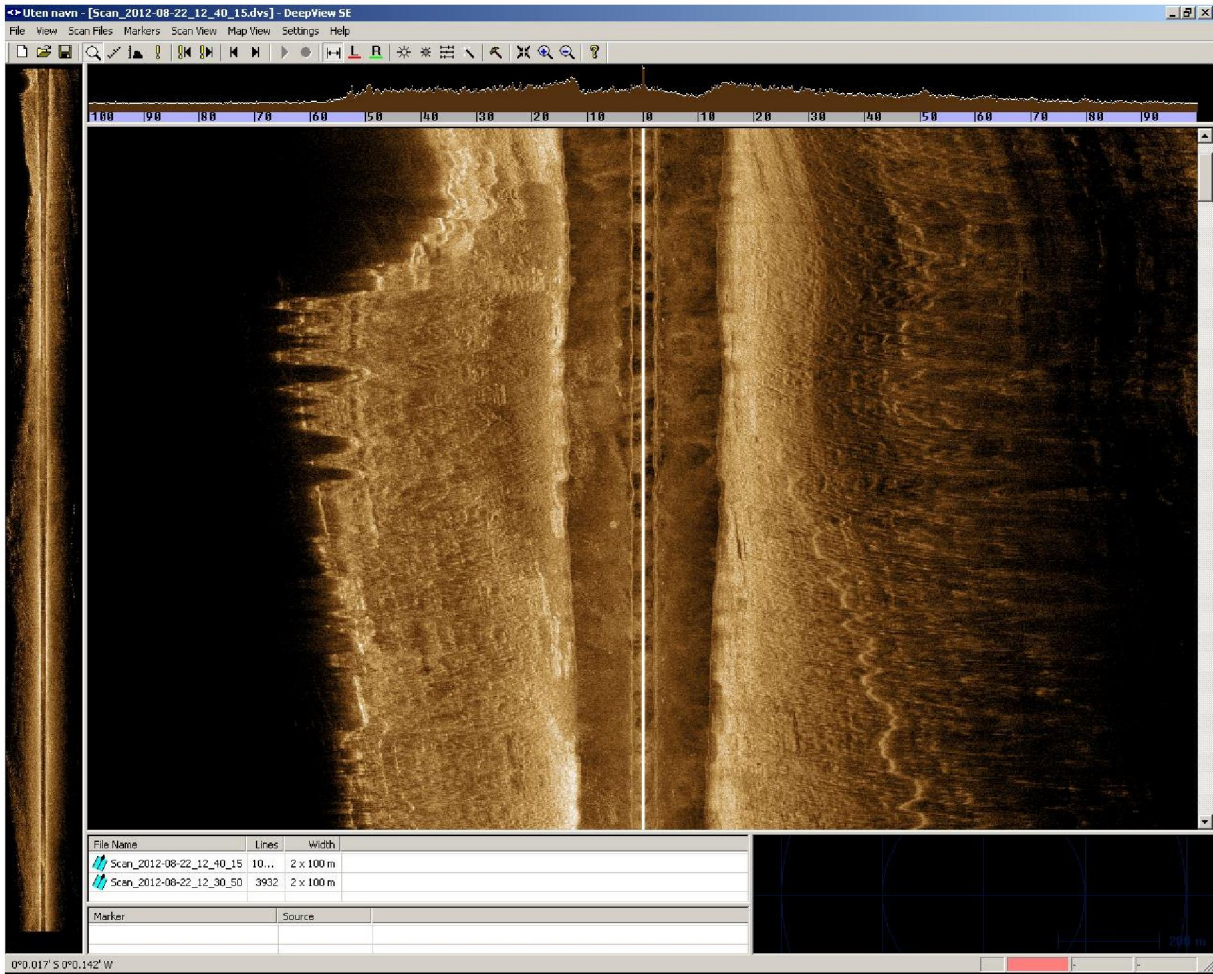 Uten navn - [Scan_2012-08-22_12_40_15.dvs] - DeepView SE
File View Scan Files Markers Scan View Map View Settings Help
L R
100 90 80 70 60 50 40 30 20 10 0 10 20 30 40 50 60 70 80 90
File Name Lines Width
Scan_2012-08-22_12_40_15 10... 2 x 100 m
Scan_2012-08-22_12_30_50 3932 2 x 100 m
Marker Source
200 m
0°0.017' S 0°0.142' W
- -